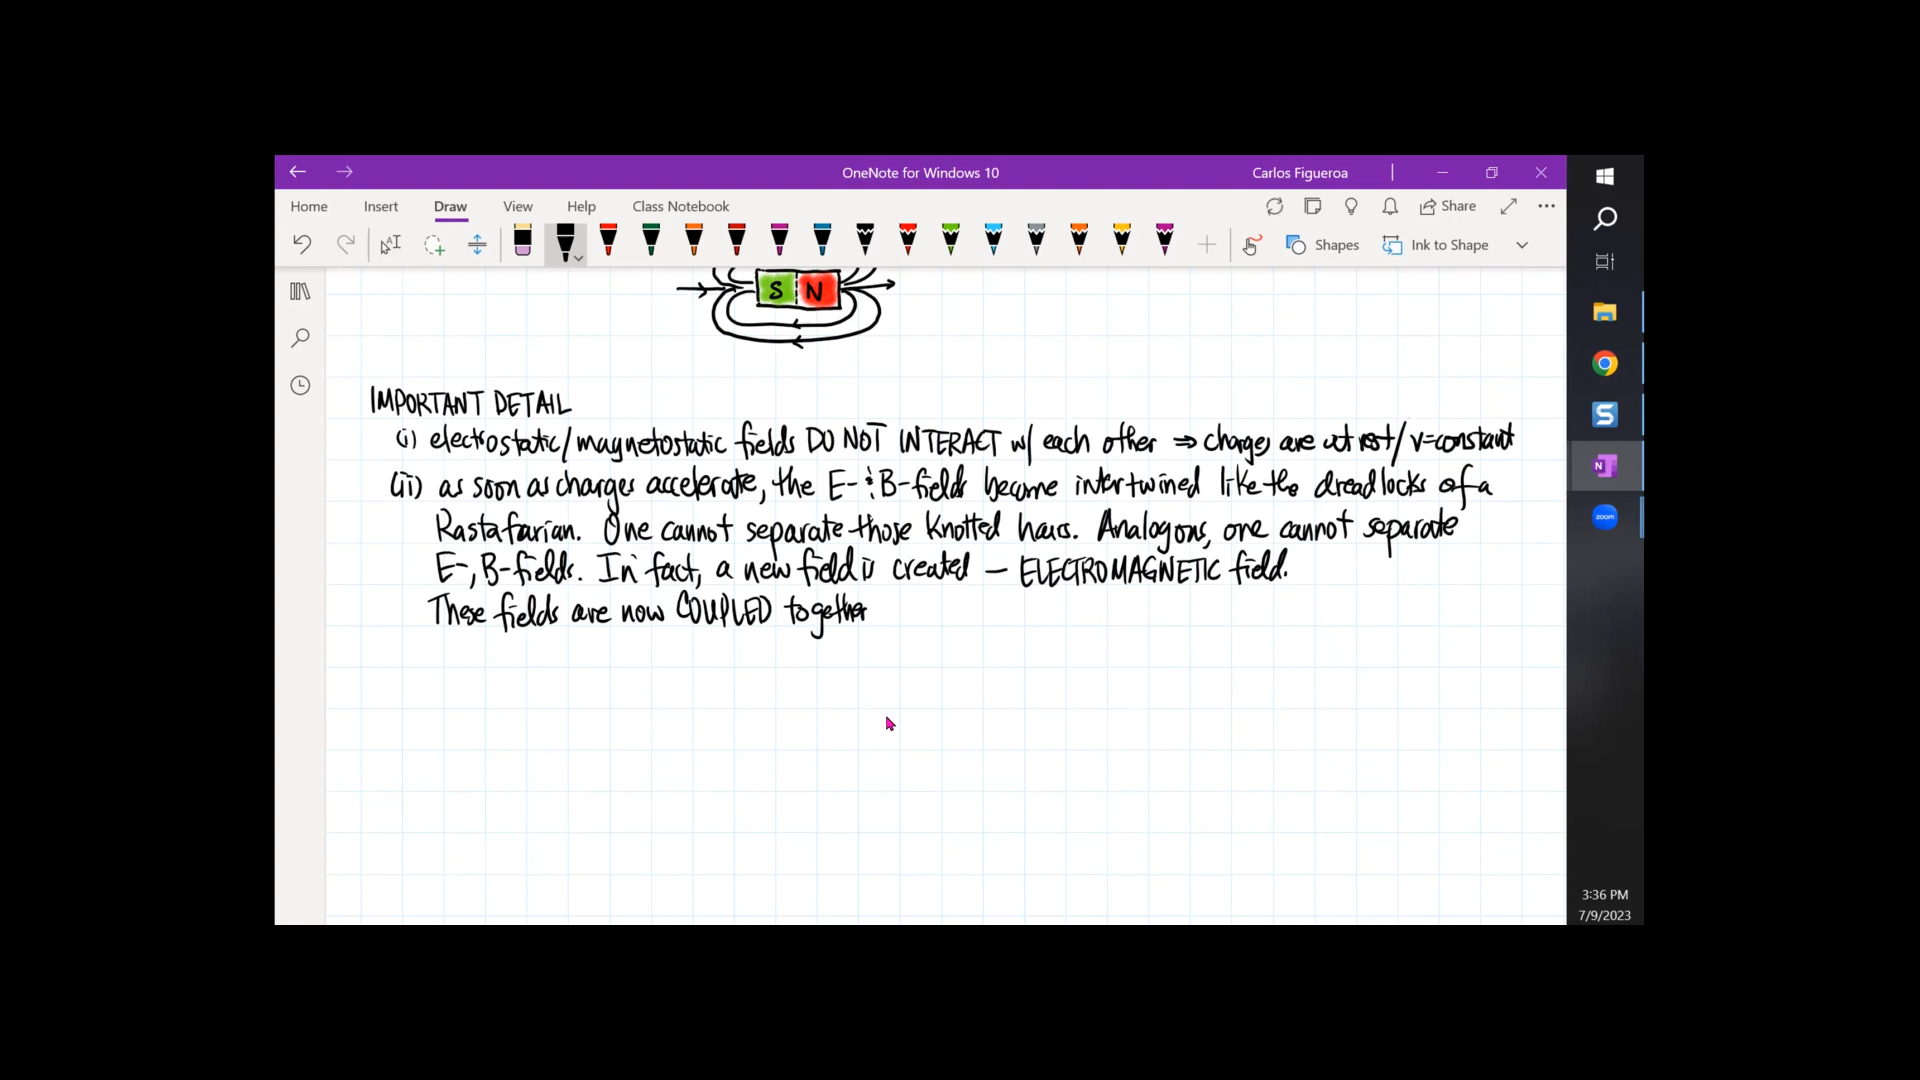 OneNote for Windows 10
Carlos Figueroa
Home Insert Draw View Help Class Notebook
Share
Shapes
Ink to Shape
S N
IMPORTANT DETAIL
(i) electrostatic/magnetostatic fields DO NOT INTERACT w/ each other ⇒ charges are at rest/v=constant
(ii) as soon as charges accelerate, the E- & B-fields become intertwined like the dreadlocks of a
Rastafarian. One cannot separate those knotted hairs. Analogous, one cannot separate
E-, B-fields. In fact, a new field is created — ELECTROMAGNETIC field.
These fields are now COUPLED together
S
N
zoom
3:36 PM
7/9/2023